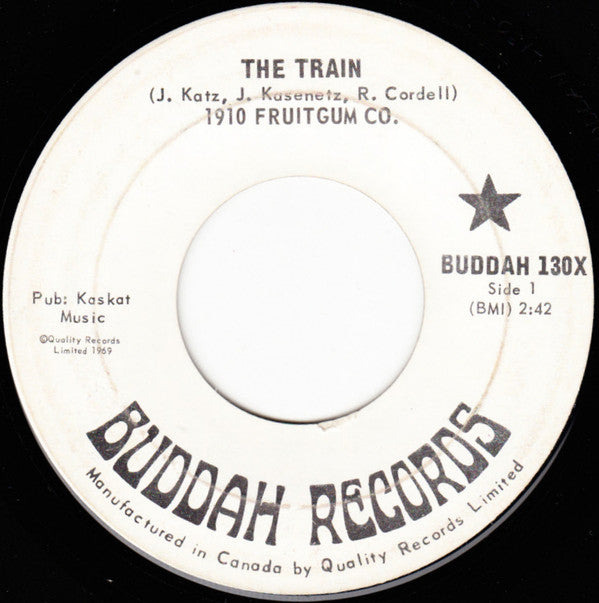 THE TRAIN
(J. Katz, J. Kasenetz, R. Cordell)
1910 FRUITGUM CO.
BUDDAH 130X
Side 1
(BMI) 2:42
Pub: Kaskat
Music
©Quality Records
Limited 1969
BUDDAH RECORDS
Manufactured in Canada by Quality Records Limited